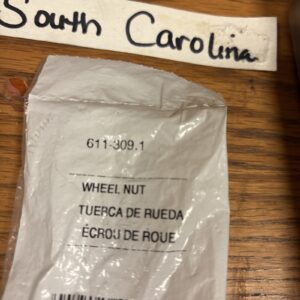 South Carolina
611-309.1
WHEEL NUT
TUERCA DE RUEDA
ÉCROU DE ROUE